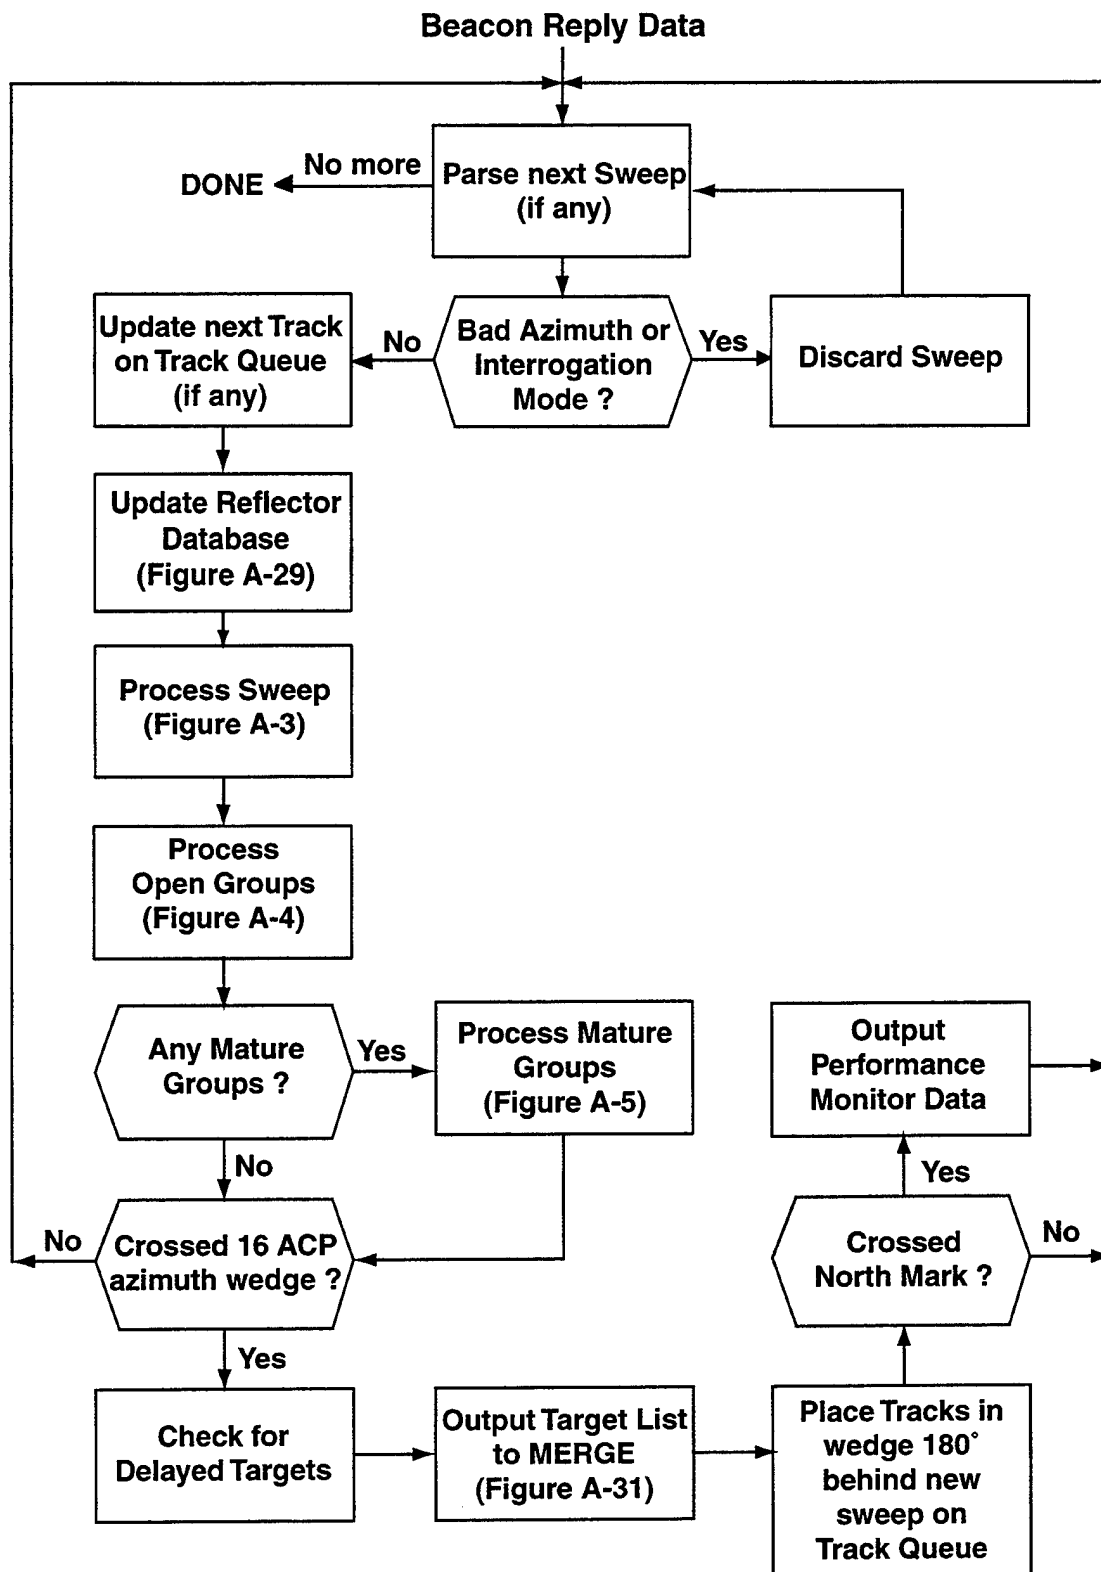 Beacon Reply Data
Parse next Sweep
(if any)
No more
DONE
Bad Azimuth or
Interrogation
Mode ?
No
Yes
Discard Sweep
Update next Track
on Track Queue
(if any)
Update Reflector
Database
(Figure A-29)
Process Sweep
(Figure A-3)
Process
Open Groups
(Figure A-4)
Any Mature
Groups ?
Yes
No
Process Mature
Groups
(Figure A-5)
Crossed 16 ACP
azimuth wedge ?
No
Yes
Check for
Delayed Targets
Output Target List
to MERGE
(Figure A-31)
Place Tracks in
wedge 180°
behind new
sweep on
Track Queue
Crossed
North Mark ?
No
Yes
Output
Performance
Monitor Data